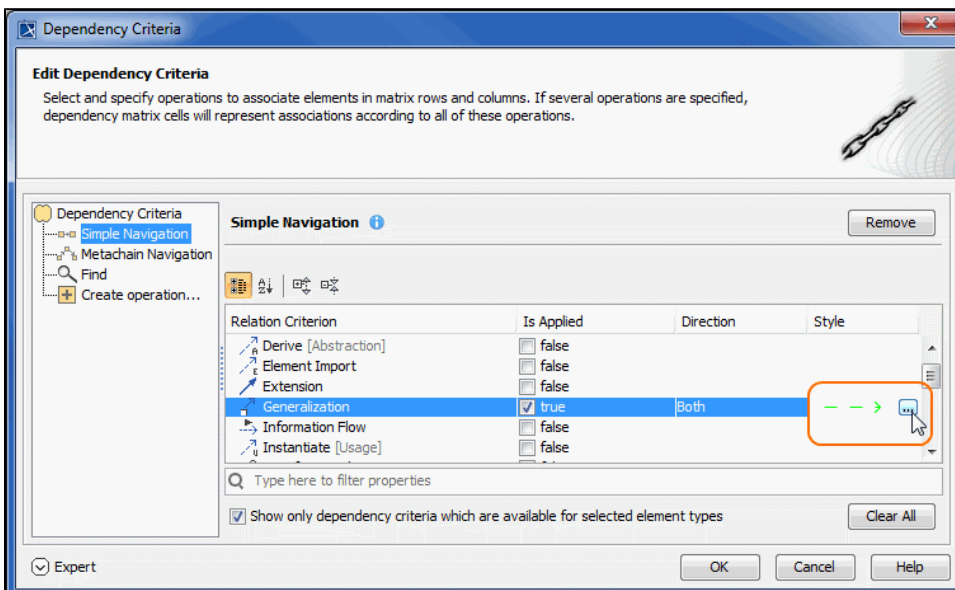 Dependency Criteria
Edit Dependency Criteria
Select and specify operations to associate elements in matrix rows and columns. If several operations are specified,
dependency matrix cells will represent associations according to all of these operations.
Dependency Criteria
Simple Navigation
Metachain Navigation
Find
Create operation...
Simple Navigation
Remove
Relation Criterion Is Applied Direction Style
Derive [Abstraction] false
Element Import false
Extension false
Generalization true Both ...
Information Flow false
Instantiate [Usage] false
Type here to filter properties
Show only dependency criteria which are available for selected element types
Clear All
Expert
OK Cancel Help